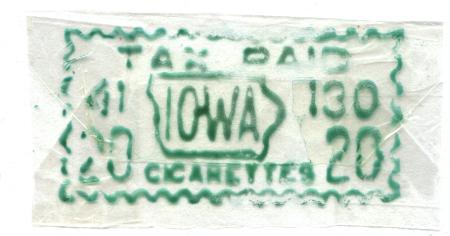 TAX PAID
41 IOWA 130
20 CIGARETTES 20